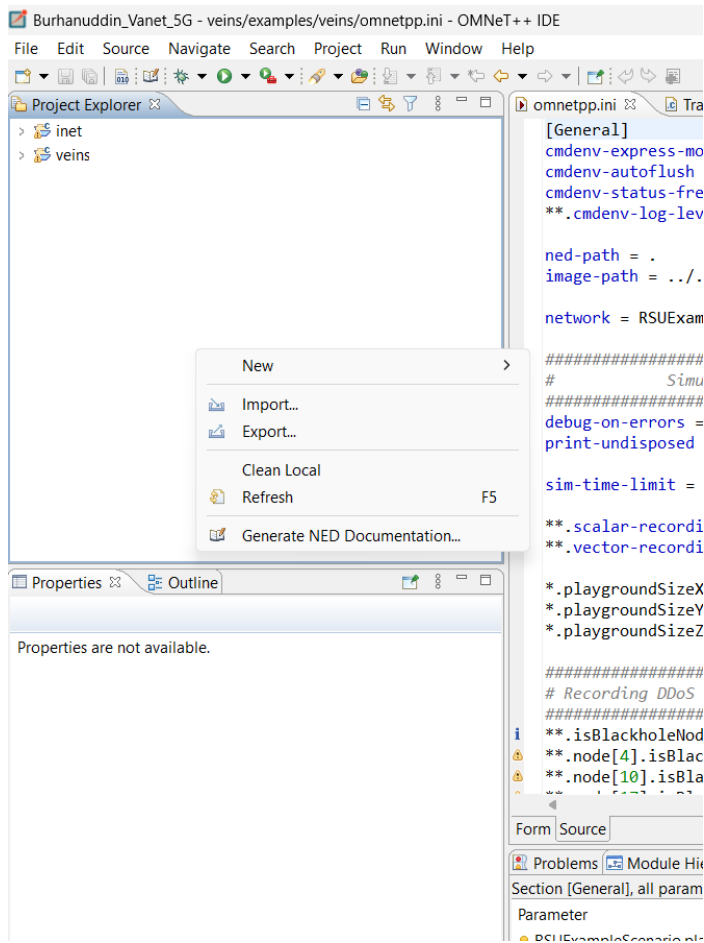 Burhanuddin_Vanet_5G - veins/examples/veins/omnetpp.ini - OMNeT++ IDE
File Edit Source Navigate Search Project Run Window Help
Project Explorer
inet
veins
New
Import...
Export...
Clean Local
Refresh F5
Generate NED Documentation...
Properties Outline
Properties are not available.
omnetpp.ini Tra
[General]
cmdenv-express-mo
cmdenv-autoflush
cmdenv-status-fre
**.cmdenv-log-lev
ned-path = .
image-path = ../.
network = RSUExam
##################
# Simu
##################
debug-on-errors =
print-undisposed
sim-time-limit =
**.scalar-recordi
**.vector-recordi
*.playgroundSizeX
*.playgroundSizeY
*.playgroundSizeZ
##################
# Recording DDoS
##################
**.isBlackholeNod
**.node[4].isBlac
**.node[10].isBla
Form Source
Problems Module Hie
Section [General], all param
Parameter
RSUExampleScenario.pla